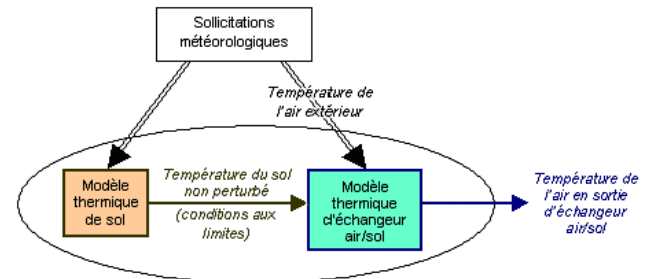 Sollicitations
météorologiques
Température de
l'air extérieur
Modèle
thermique
de sol
Température du sol
non perturbé
(conditions aux
limites)
Modèle
thermique
d'échangeur
air/sol
Température de
l'air en sortie
d'échangeur
air/sol